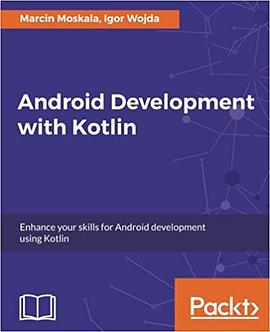 Marcin Moskala, Igor Wojda
Android Development
with Kotlin
Enhance your skills for Android development
using Kotlin
Packt>